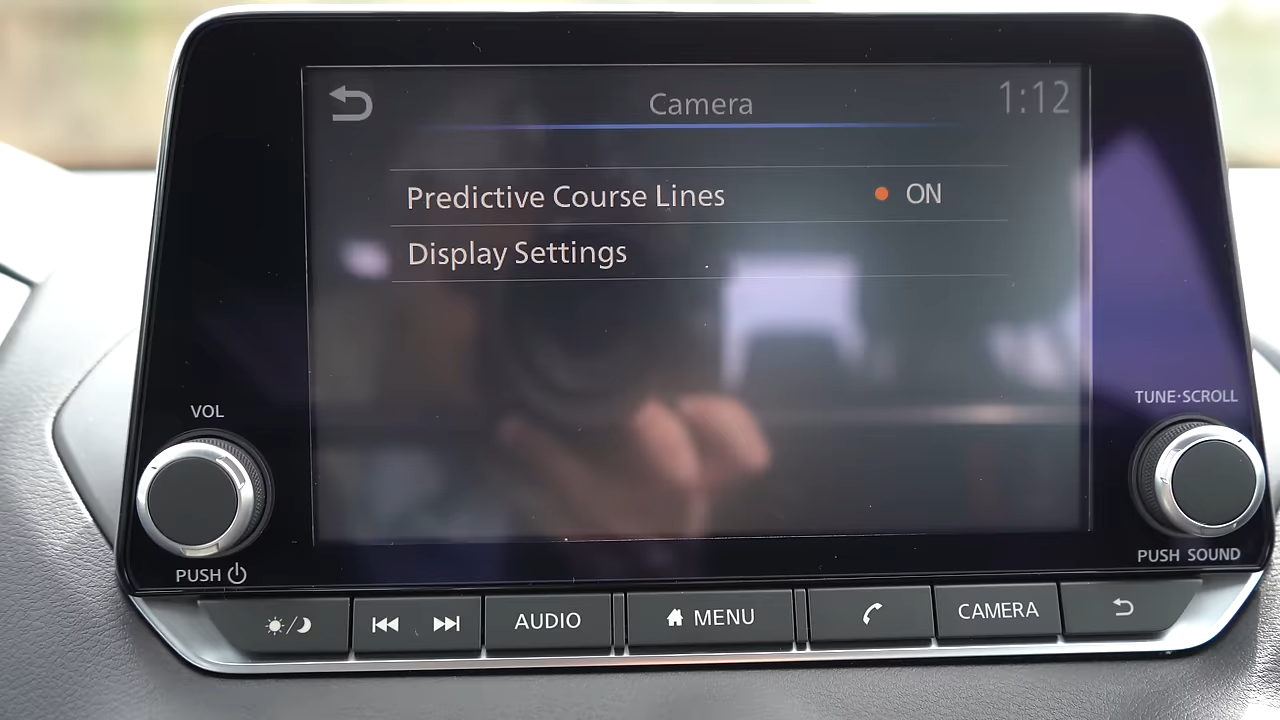 Camera
1:12
Predictive Course Lines ON
Display Settings
VOL
TUNE·SCROLL
PUSH
PUSH SOUND
AUDIO
MENU
CAMERA